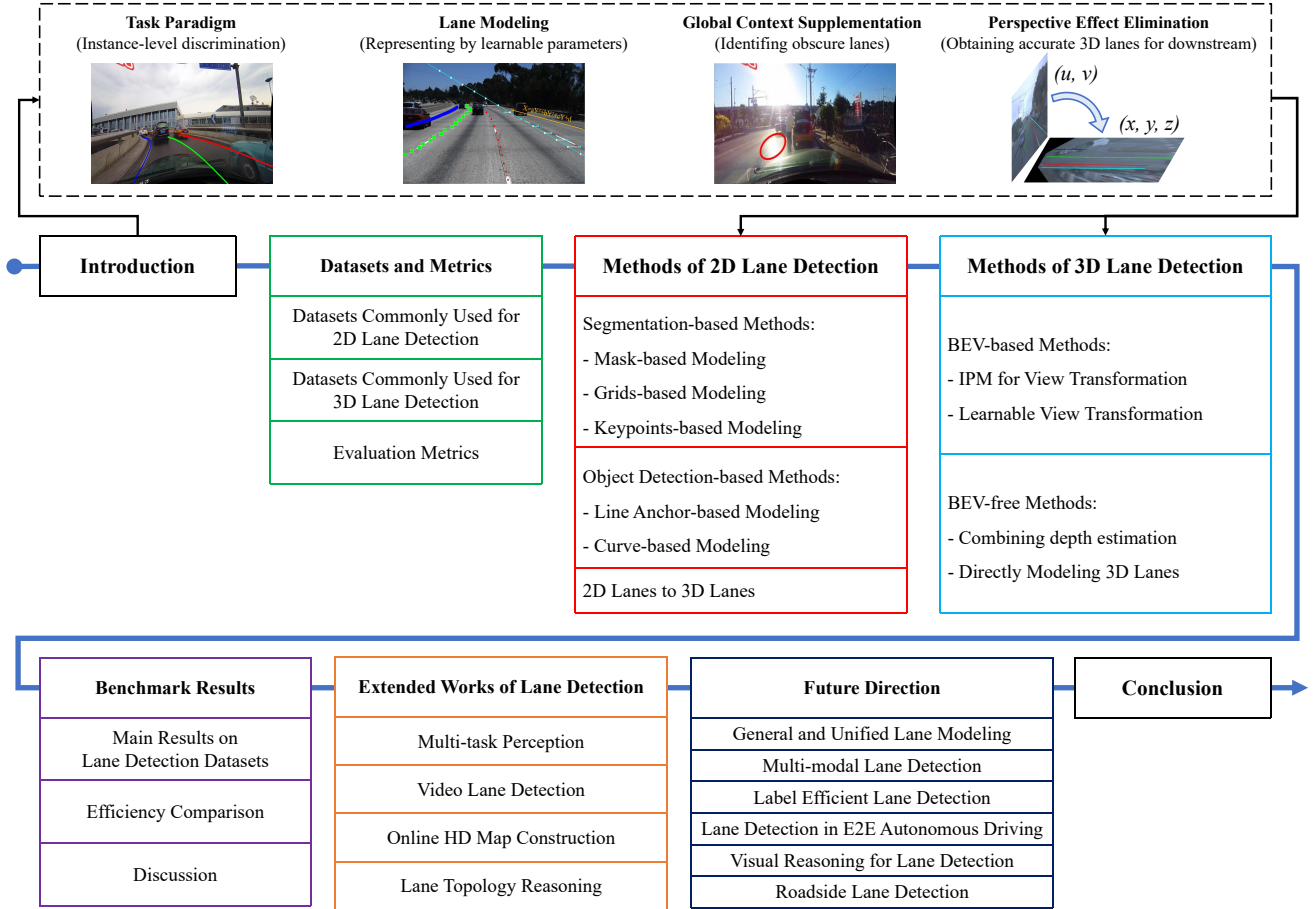 Task Paradigm
(Instance-level discrimination)
Lane Modeling
(Representing by learnable parameters)
Global Context Supplementation
(Identifing obscure lanes)
Perspective Effect Elimination
(Obtaining accurate 3D lanes for downstream)
(u, v)
(x, y, z)
Introduction
Datasets and Metrics
Datasets Commonly Used for
2D Lane Detection
Datasets Commonly Used for
3D Lane Detection
Evaluation Metrics
Methods of 2D Lane Detection
Segmentation-based Methods:
- Mask-based Modeling
- Grids-based Modeling
- Keypoints-based Modeling
Object Detection-based Methods:
- Line Anchor-based Modeling
- Curve-based Modeling
2D Lanes to 3D Lanes
Methods of 3D Lane Detection
BEV-based Methods:
- IPM for View Transformation
- Learnable View Transformation
BEV-free Methods:
- Combining depth estimation
- Directly Modeling 3D Lanes
Benchmark Results
Main Results on
Lane Detection Datasets
Efficiency Comparison
Discussion
Extended Works of Lane Detection
Multi-task Perception
Video Lane Detection
Online HD Map Construction
Lane Topology Reasoning
Future Direction
General and Unified Lane Modeling
Multi-modal Lane Detection
Label Efficient Lane Detection
Lane Detection in E2E Autonomous Driving
Visual Reasoning for Lane Detection
Roadside Lane Detection
Conclusion